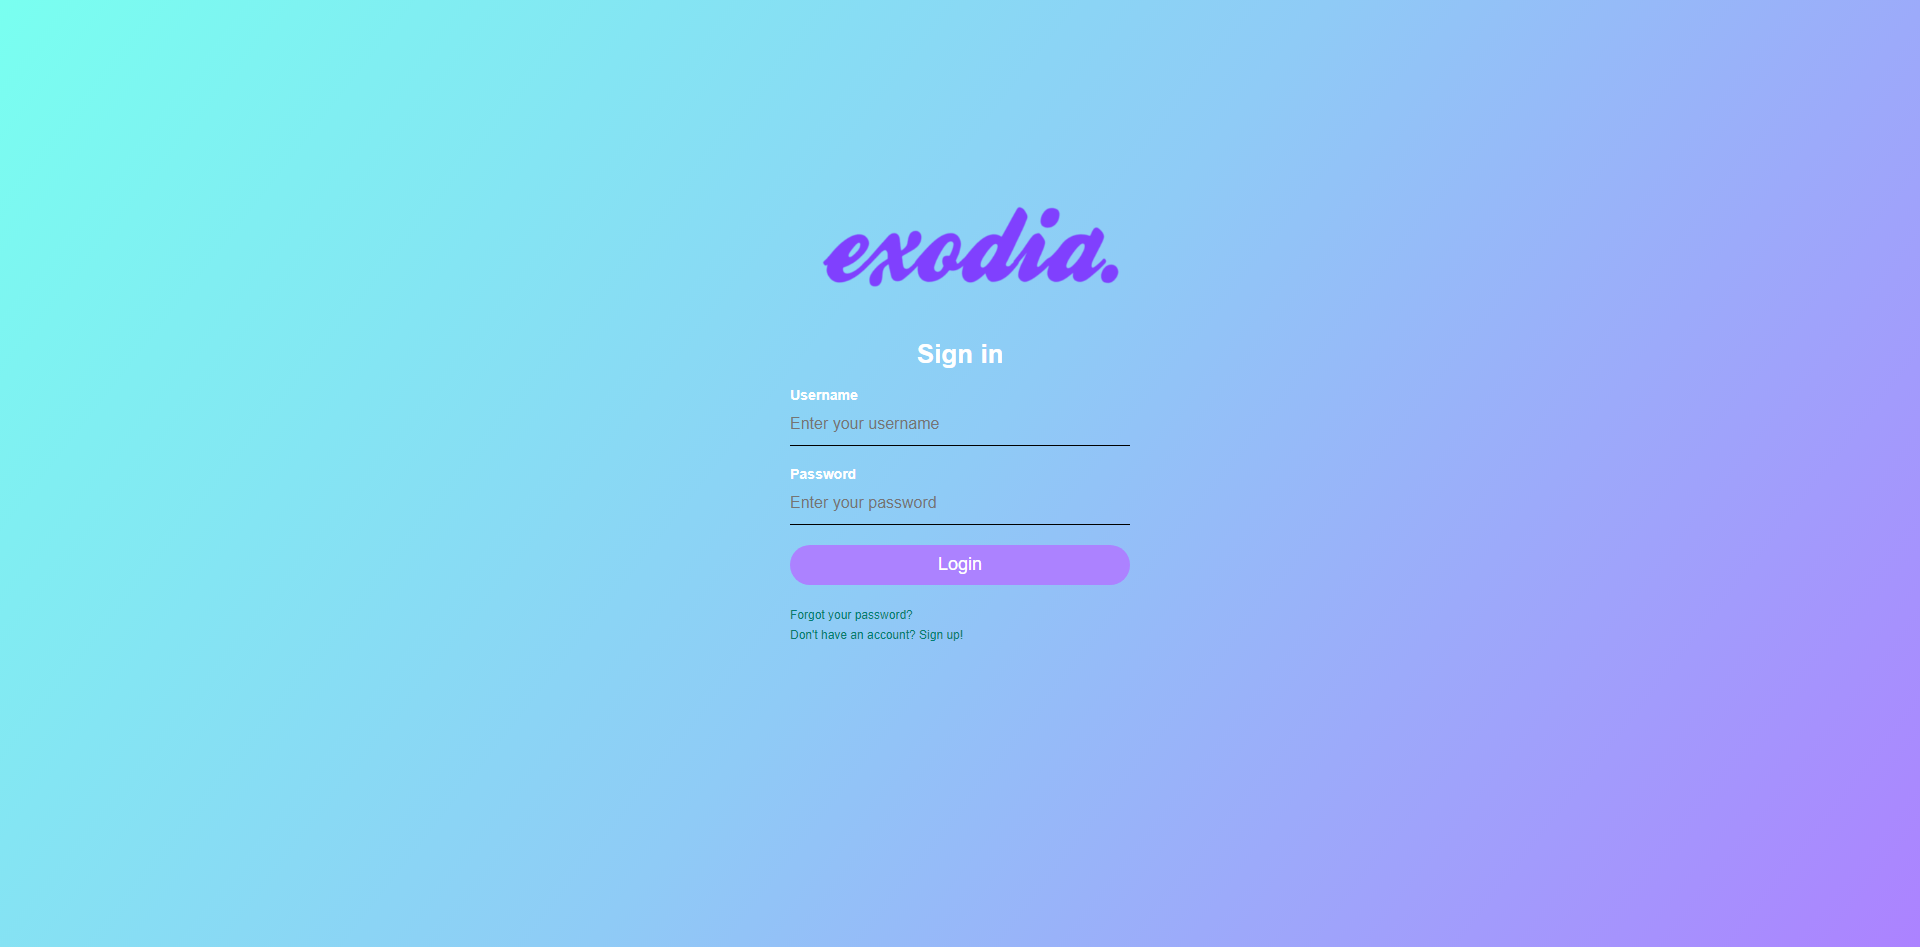 exodia.
Sign in
Username
Enter your username
Password
Enter your password
Login
Forgot your password?
Don't have an account? Sign up!